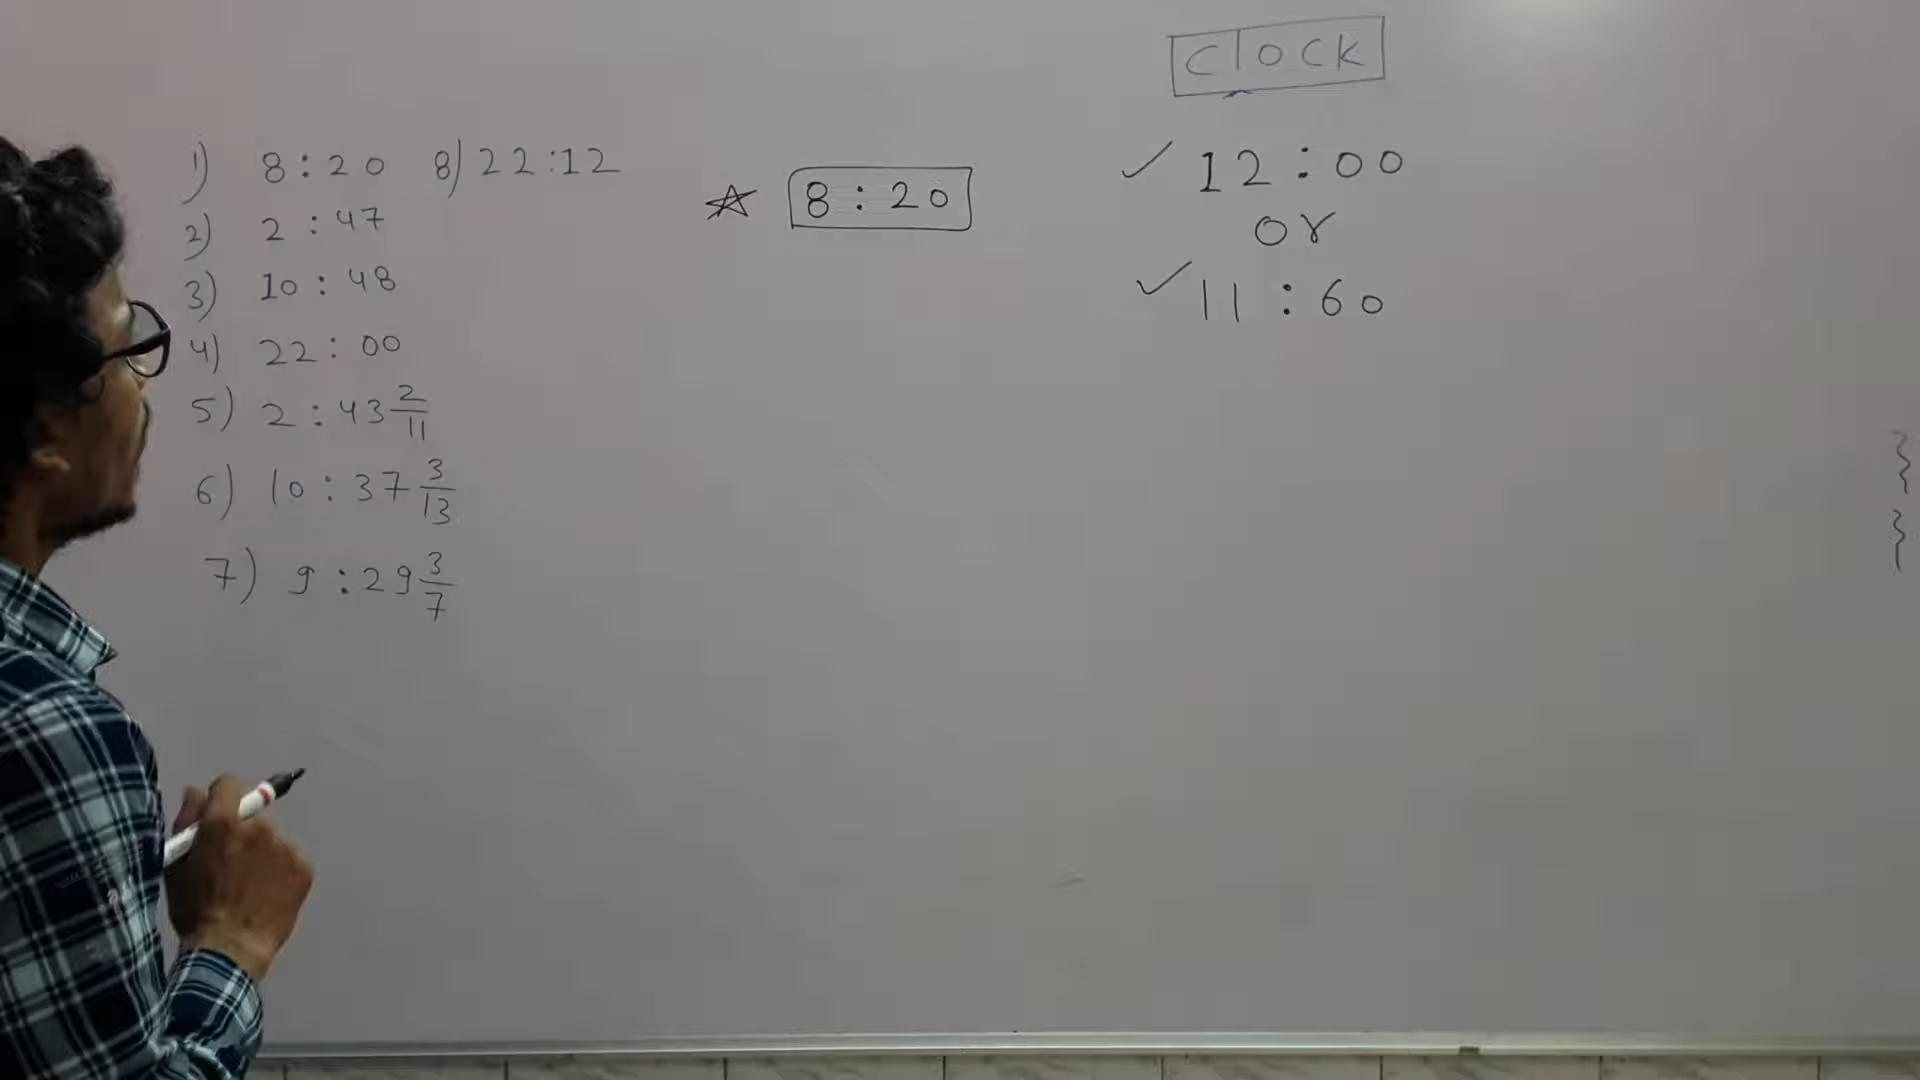 Clock
1) 8:20 8) 22:12
2) 2:47
3) 10:48
4) 22:00
5) 2:43 2/11
6) 10:37 3/13
7) 9:29 3/7
☆ 8:20
✓ 12:00
or
✓ 11:60